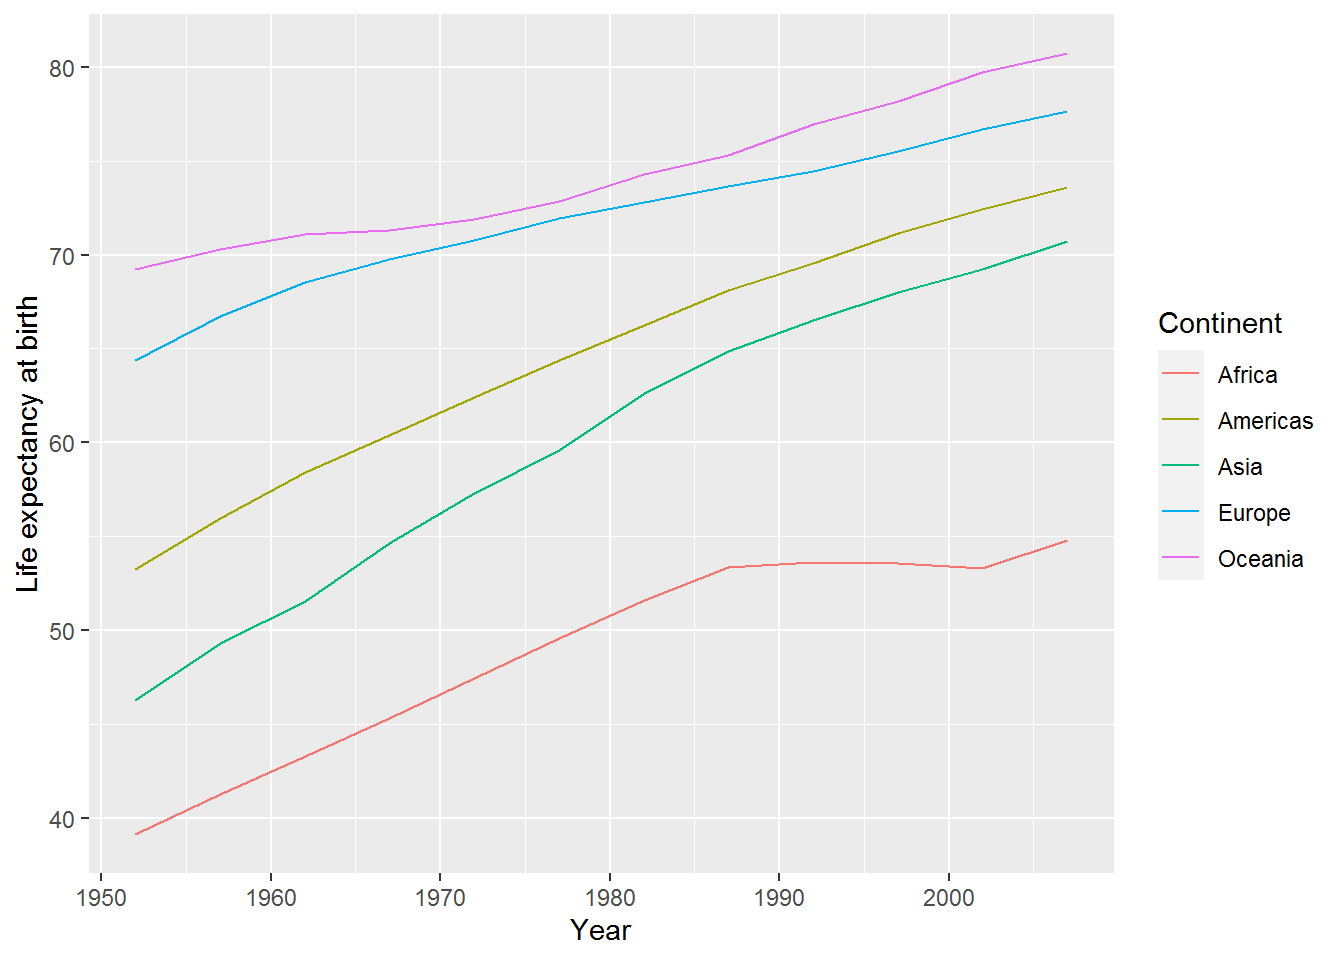 Life expectancy at birth
80
70
60
50
40
1950 1960 1970 1980 1990 2000
Year
Continent
Africa
Americas
Asia
Europe
Oceania